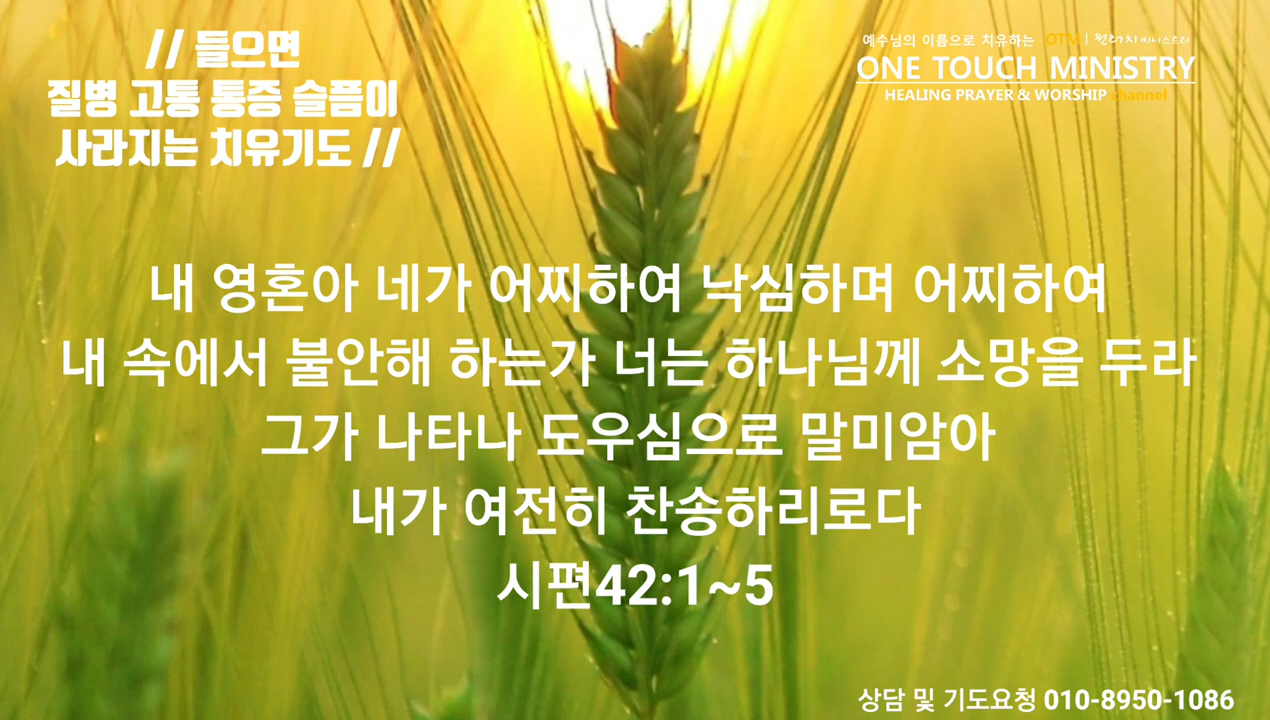 // 들으면
질병 고통 통증 슬픔이
사라지는 치유기도 //
예수님의 이름으로 치유하는 OTM | 원터치 미니스트리
ONE TOUCH MINISTRY
HEALING PRAYER & WORSHIP channel
내 영혼아 네가 어찌하여 낙심하며 어찌하여
내 속에서 불안해 하는가 너는 하나님께 소망을 두라
그가 나타나 도우심으로 말미암아
내가 여전히 찬송하리로다
시편42:1~5
상담 및 기도요청 010-8950-1086